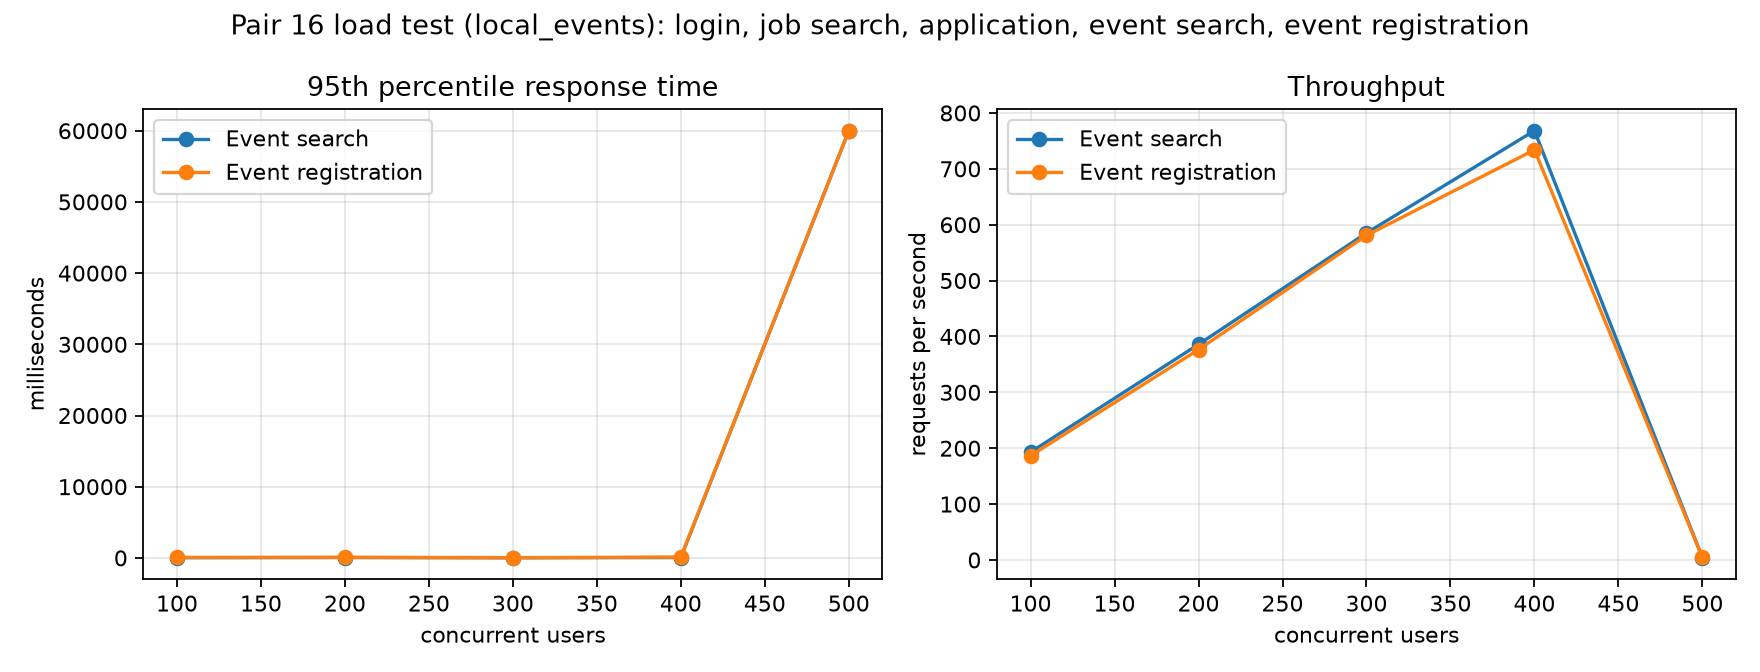 Pair 16 load test (local_events): login, job search, application, event search, event registration
95th percentile response time
milliseconds
60000
50000
40000
30000
20000
10000
0
Event search
Event registration
100 150 200 250 300 350 400 450 500
concurrent users
Throughput
requests per second
800
700
600
500
400
300
200
100
0
Event search
Event registration
100 150 200 250 300 350 400 450 500
concurrent users